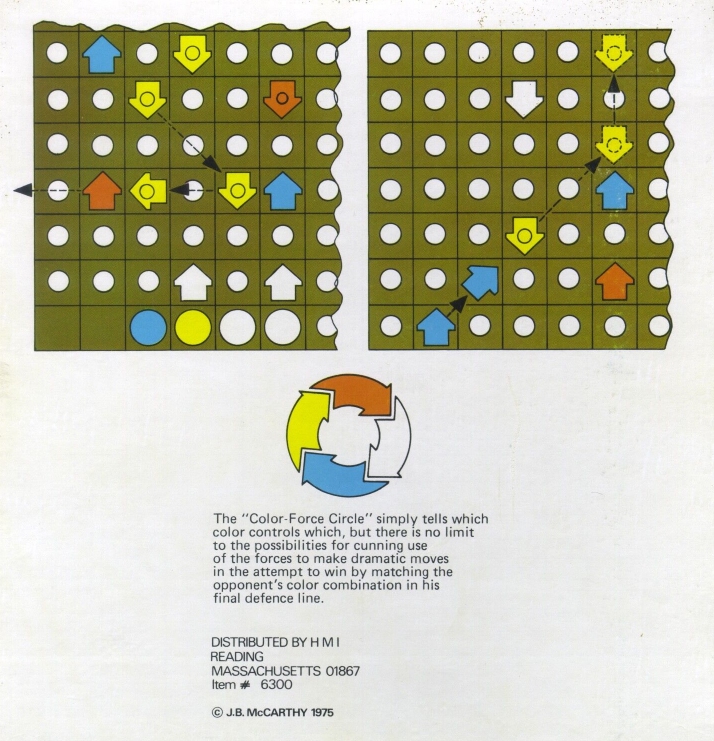 The "Color-Force Circle" simply tells which
color controls which, but there is no limit
to the possibilities for cunning use
of the forces to make dramatic moves
in the attempt to win by matching the
opponent's color combination in his
final defence line.
DISTRIBUTED BY H M I
READING
MASSACHUSETTS 01867
Item # 6300
© J.B. McCARTHY 1975